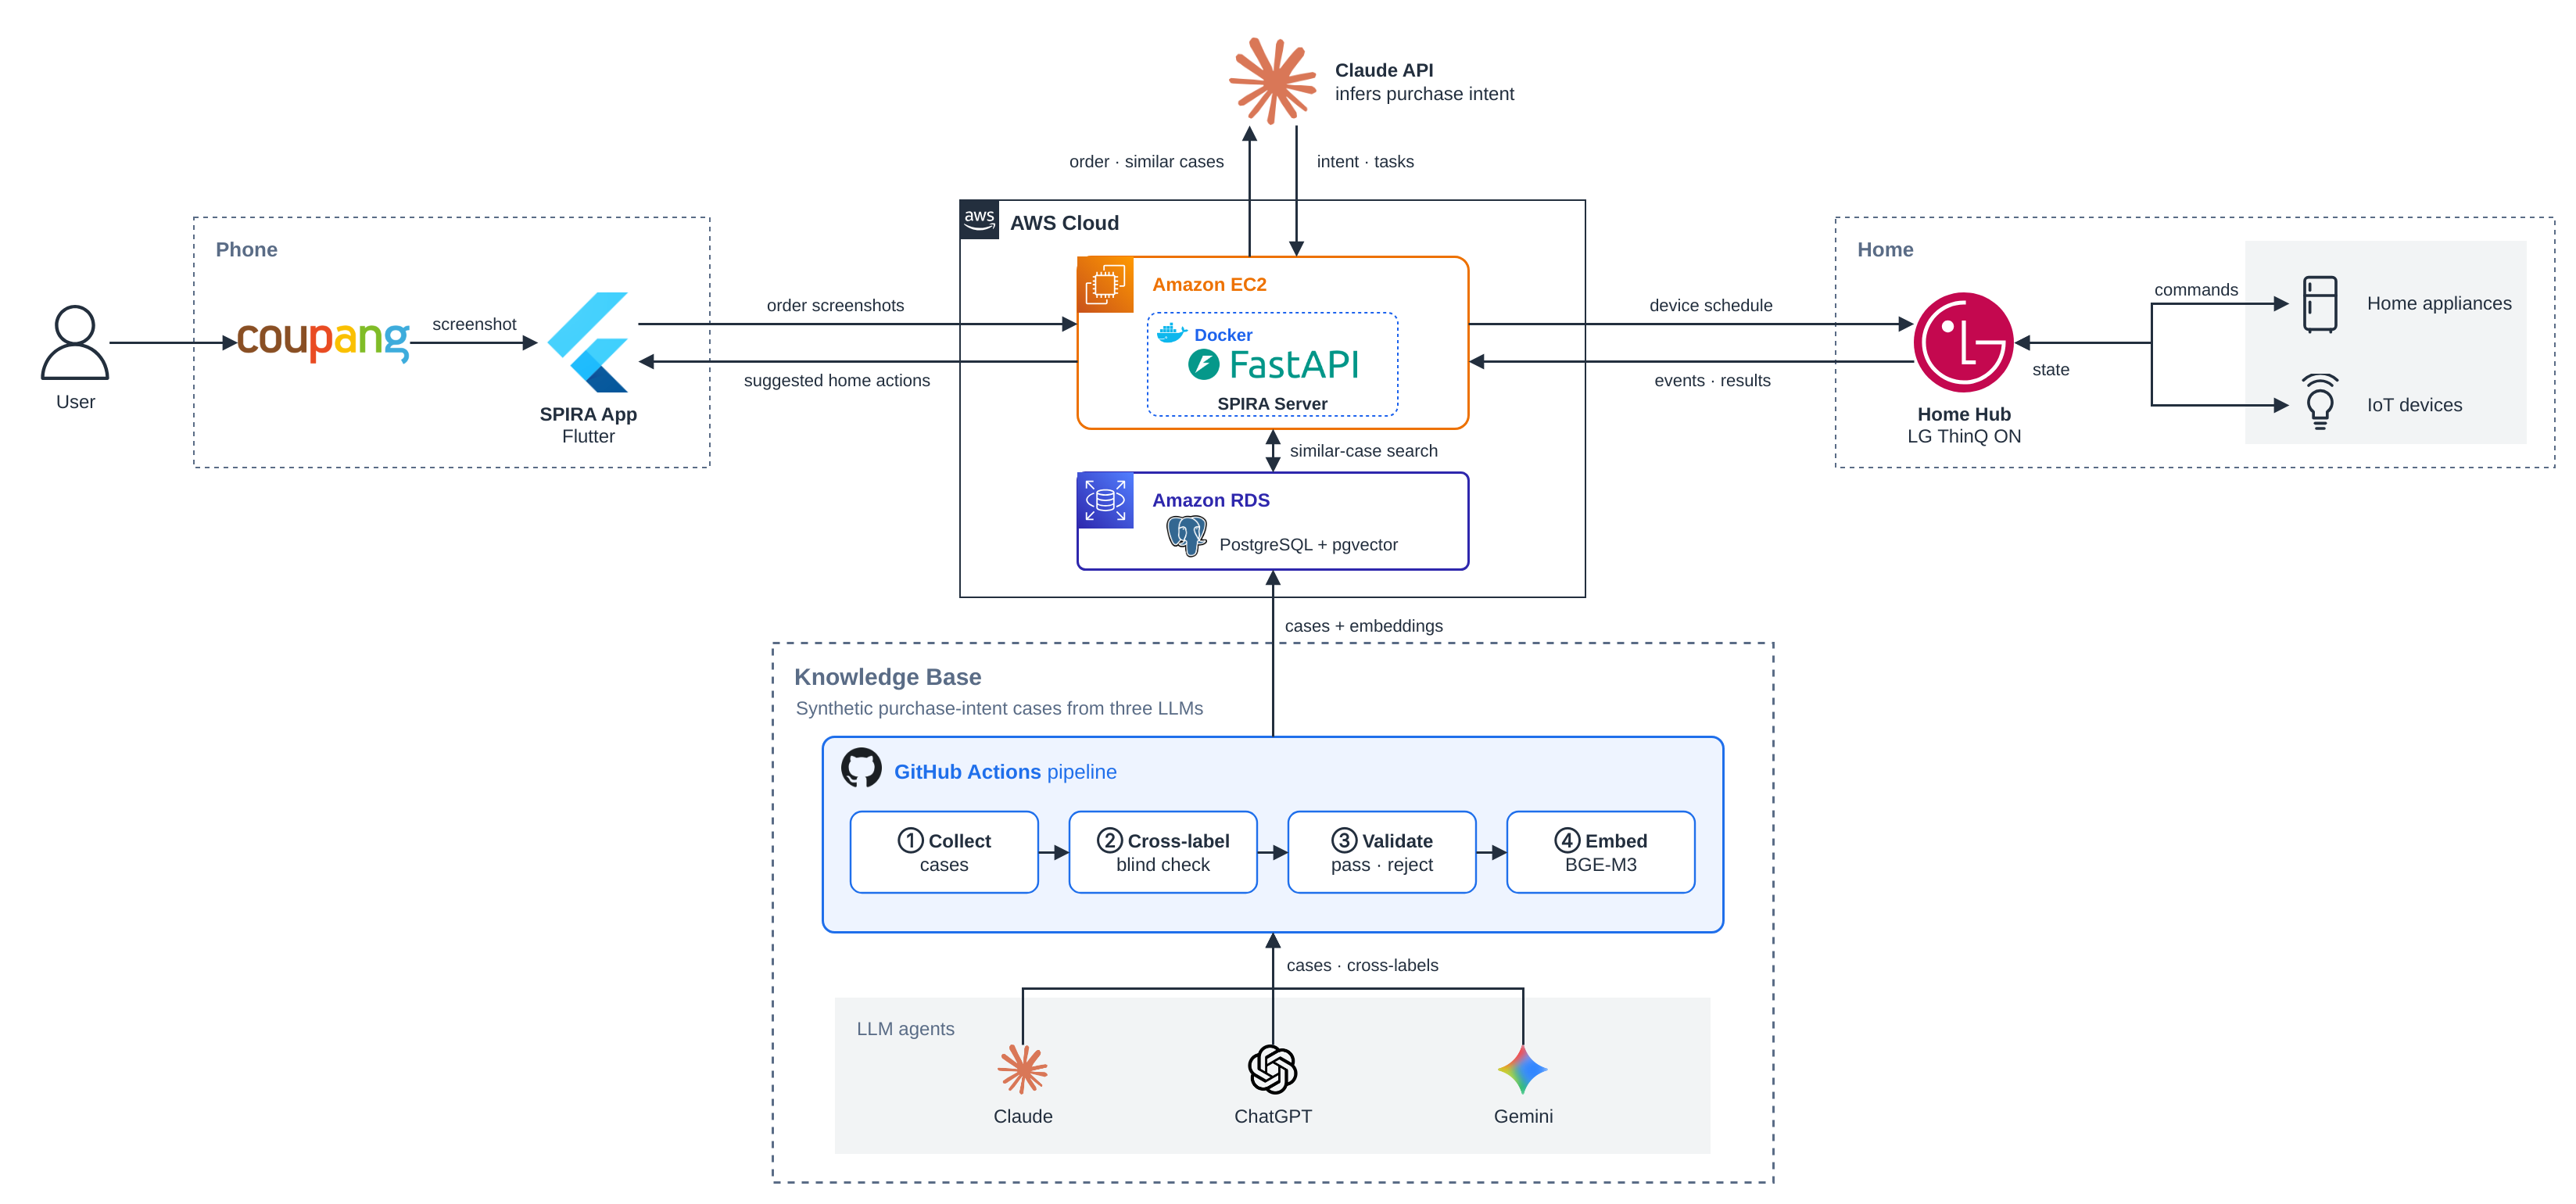 Claude API
infers purchase intent
order · similar cases
intent · tasks
aws
AWS Cloud
Phone
Home
Amazon EC2
Docker
FastAPI
SPIRA Server
User
coupang
screenshot
SPIRA App
Flutter
order screenshots
suggested home actions
device schedule
events · results
LG
Home Hub
LG ThinQ ON
state
commands
Home appliances
IoT devices
similar-case search
Amazon RDS
PostgreSQL + pgvector
cases + embeddings
Knowledge Base
Synthetic purchase-intent cases from three LLMs
GitHub Actions pipeline
① Collect
cases
② Cross-label
blind check
③ Validate
pass · reject
④ Embed
BGE-M3
cases · cross-labels
LLM agents
Claude
ChatGPT
Gemini